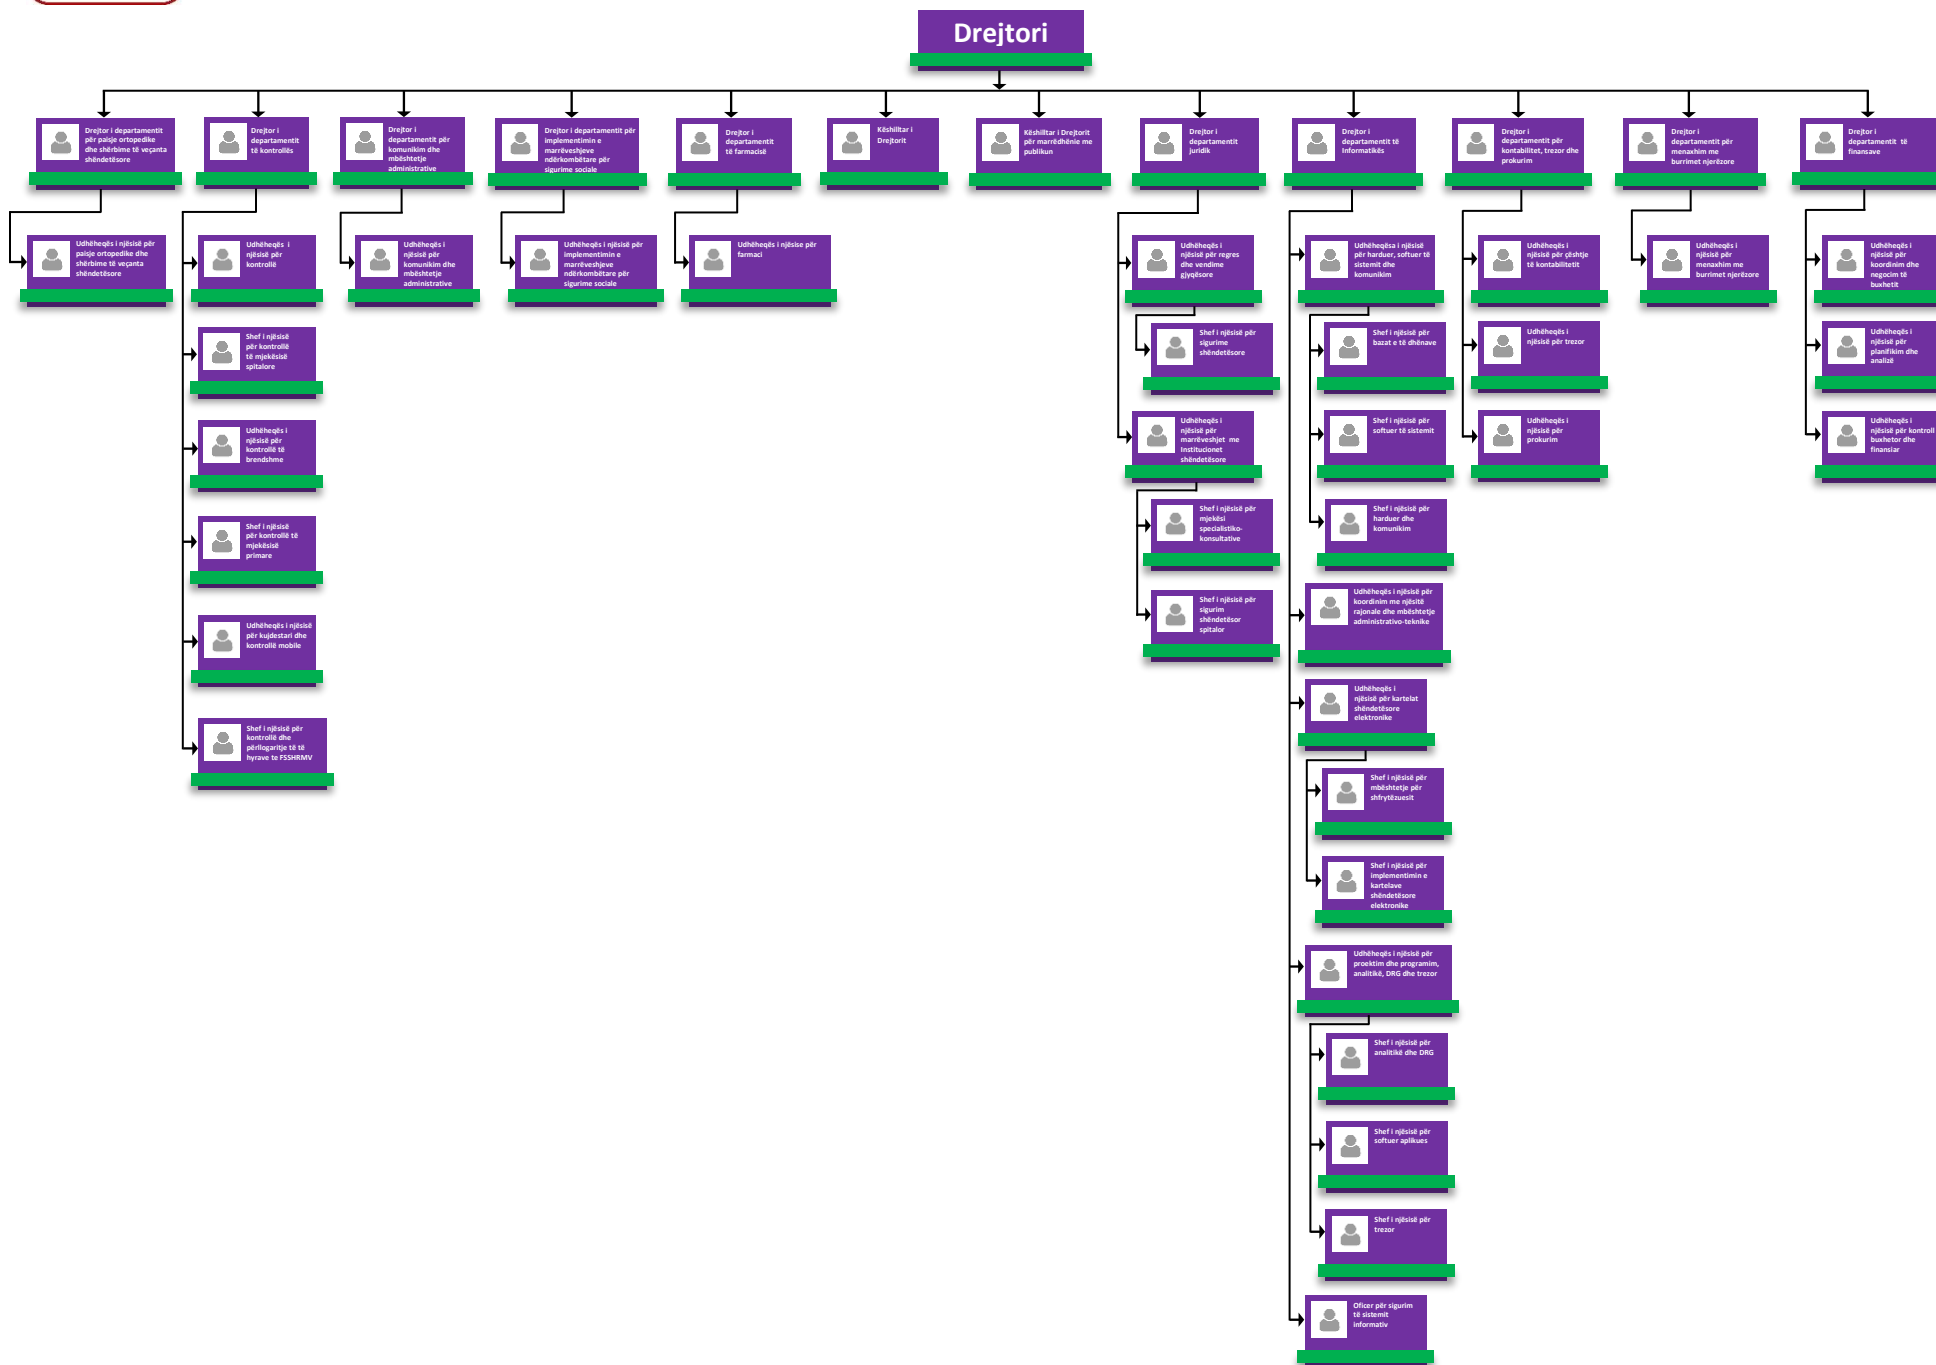 Drejtori
Drejtor i departamentit
për paisje ortopedike
dhe shërbime të veçanta
shëndetësore
Drejtor i
departamentit
të kontrollës
Drejtor i
departamentit për
komunikim dhe
mbështetje
administrative
Drejtor i departamentit për
implementimin e
marrëveshjeve
ndërkombëtare për
sigurime sociale
Drejtor i
departamentit
të farmacisë
Këshilltar i
Drejtorit
Këshilltar i Drejtorit
për marrëdhënie me
publikun
Drejtor i
departamentit
juridik
Drejtor i
departamentit të
Informatikës
Drejtor i
departamentit për
kontabilitet, trezor dhe
prokurim
Drejtor i
departamentit për
menaxhim me
burrimet njerëzore
Drejtor i
departamentit të
finansave
Udhëheqës i njësisë për
paisje ortopedike dhe
shërbime të veçanta
shëndetësore
Udhëheqës i
njësisë për
kontrollë
Udhëheqës i
njësisë për
komunikim dhe
mbështetje
administrative
Udhëheqës i njësisë për
implementimin e
marrëveshjeve
ndërkombëtare për
sigurime sociale
Udhëheqës i njësise për
farmaci
Udhëheqës i
njësisë për regres
dhe vendime
gjyqësore
Udhëheqësa i njësisë
për harduer, softuer të
sistemit dhe
komunikim
Udhëheqës i
njësisë për çështje
të kontabilitetit
Udhëheqës i
njësisë për
menaxhim me
burrimet njerëzore
Udhëheqës i
njësisë për
koordinim dhe
negocim të
buxhetit
Shef i njësisë
për kontrollë
të mjekësisë
spitalore
Shef i njësisë për
sigurime
shëndetësore
Shef i njësisë për
bazat e të dhënave
Udhëheqës i
njësisë për trezor
Udhëheqës i
njësisë për
planifikim dhe
analizë
Udhëheqës i
njësisë për
kontrollë të
brendshme
Udhëheqës i
njësisë për
marrëveshjet me
Institucionet
shëndetësore
Shef i njësisë për
softuer të sistemit
Udhëheqës i
njësisë për
prokurim
Udhëheqës i
njësisë për kontroll
buxhetor dhe
finansiar
Shef i njësisë
për kontrollë të
mjekësisë
primare
Shef i njësisë për
mjekësi
specialistiko-
konsultative
Shef i njësisë për
harduer dhe
komunikim
Udhëheqës i njësisë
për kujdestari dhe
kontrollë mobile
Shef i njësisë për
sigurim
shëndetësor
spitalor
Udhëheqës i njësisë për
koordinim me njësitë
rajonale dhe mbështetje
administrativo-teknike
Shef i njësisë për
kontrollë dhe
përllogaritje të të
hyrave te FSSHRMV
Udhëheqës i
njësisë për kartelat
shëndetësore
elektronike
Shef i njësisë për
mbështetje për
shfrytëzuesit
Shef i njësisë për
implementimin e
kartelave
shëndetësore
elektronike
Udhëheqës i njësisë për
proektim dhe programim,
analitikë, DRG dhe trezor
Shef i njësisë për
analitikë dhe DRG
Shef i njësisë për
softuer aplikues
Shef i njësisë për
trezor
Oficer për sigurim
të sistemit
informativ